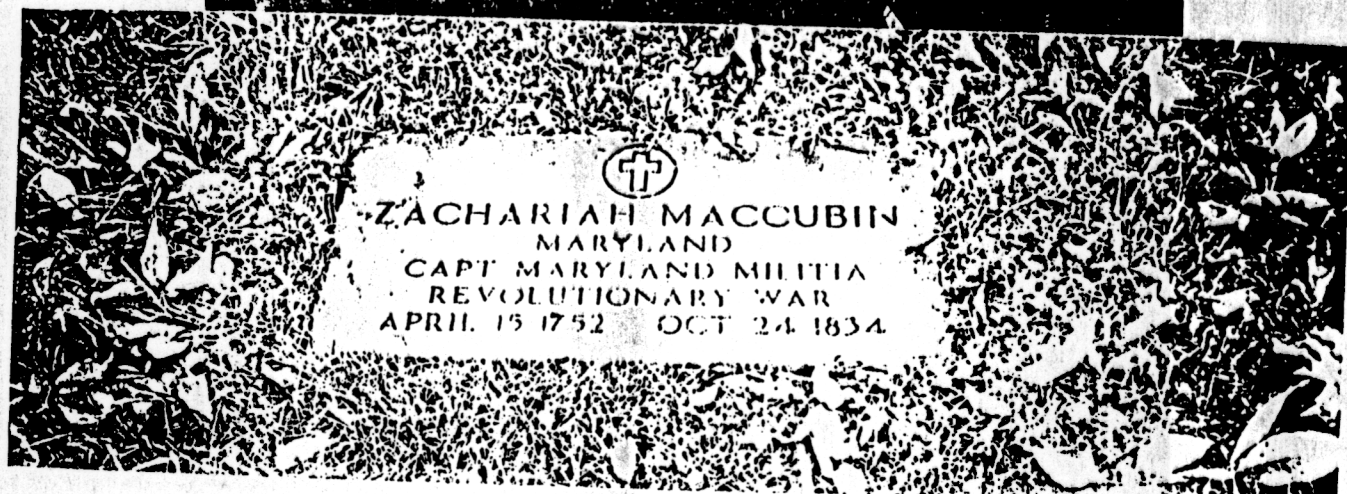 ZACHARIAH MACCUBIN
MARYLAND
CAPT MARYLAND MILITIA
REVOLUTIONARY WAR
APRIL 15 1752 OCT 24 1834